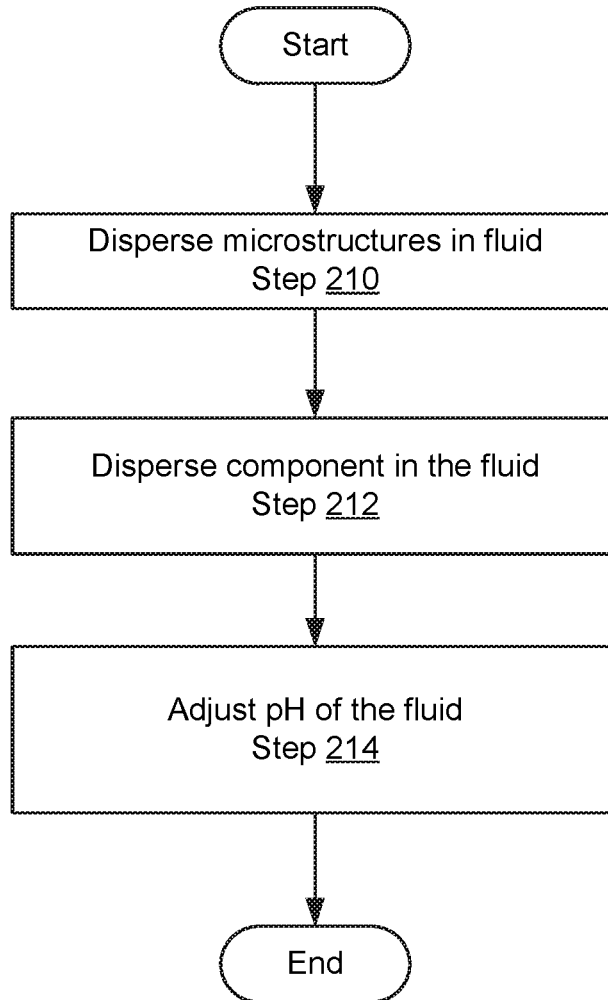 Start
Disperse microstructures in fluid
Step 210
Disperse component in the fluid
Step 212
Adjust pH of the fluid
Step 214
End